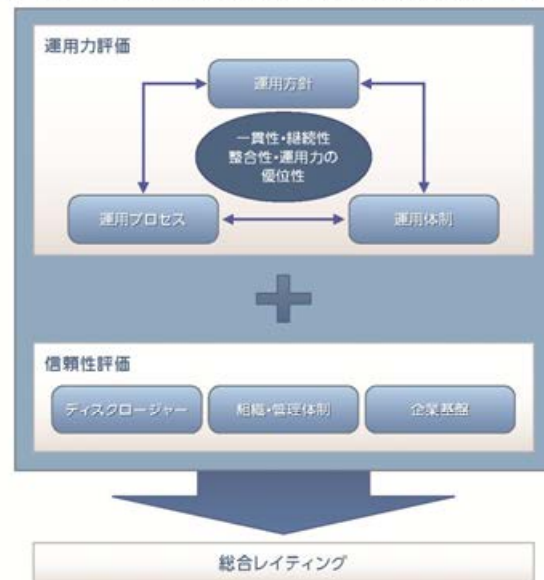 運用力評価
運用方針
一貫性・継続性
整合性・運用力の
優位性
運用プロセス
運用体制
信頼性評価
ディスクロージャー
組織・管理体制
企業基盤
総合レイティング